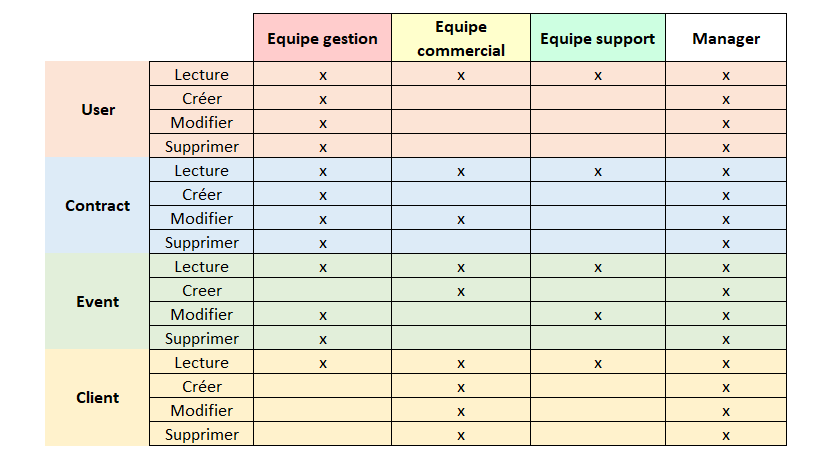 Equipe gestion Equipe commercial Equipe support Manager
User
Lecture x x x x
Créer x x
Modifier x x
Supprimer x x
Contract
Lecture x x x x
Créer x x
Modifier x x x
Supprimer x x
Event
Lecture x x x x
Creer x x
Modifier x x x
Supprimer x x
Client
Lecture x x x x
Créer x x
Modifier x x
Supprimer x x